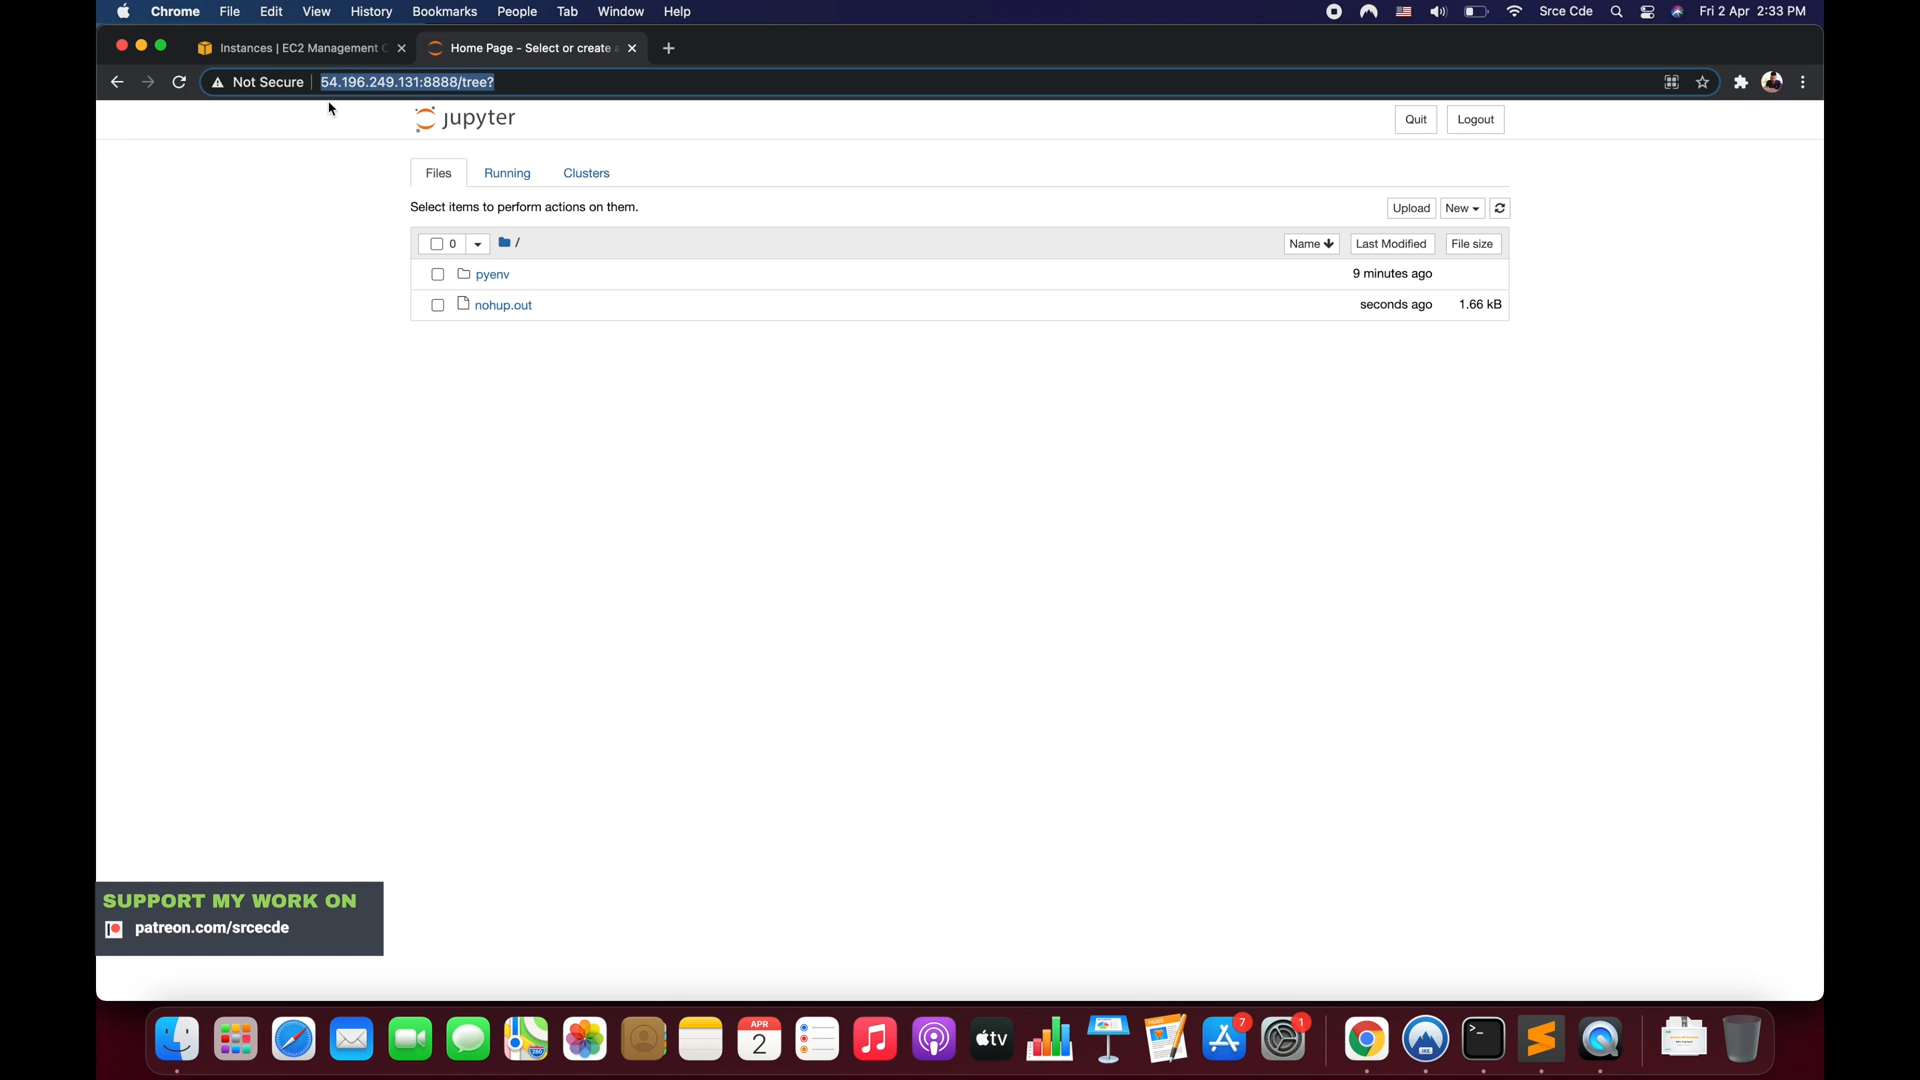 Chrome File Edit View History Bookmarks People Tab Window Help Srce Cde Fri 2 Apr 2:33 PM
Instances | EC2 Management C Home Page - Select or create a
Not Secure 54.196.249.131:8888/tree?
jupyter Quit Logout
Files Running Clusters
Select items to perform actions on them. Upload New
0 / Name Last Modified File size
pyenv 9 minutes ago
nohup.out seconds ago 1.66 kB
SUPPORT MY WORK ON
patreon.com/srcecde
APR 7 1
2 tv